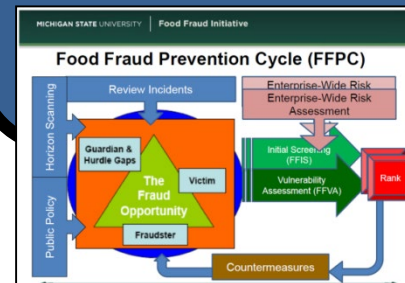 MICHIGAN STATE UNIVERSITY | Food Fraud Initiative
Food Fraud Prevention Cycle (FFPC)
Horizon Scanning
Public Policy
Review Incidents
Enterprise-Wide Risk
Enterprise-Wide Risk
Assessment
Guardian &
Hurdle Gaps
The
Fraud
Opportunity
Victim
Fraudster
Initial Screening
(FFIS)
Vulnerability
Assessment (FFVA)
Rank
Countermeasures